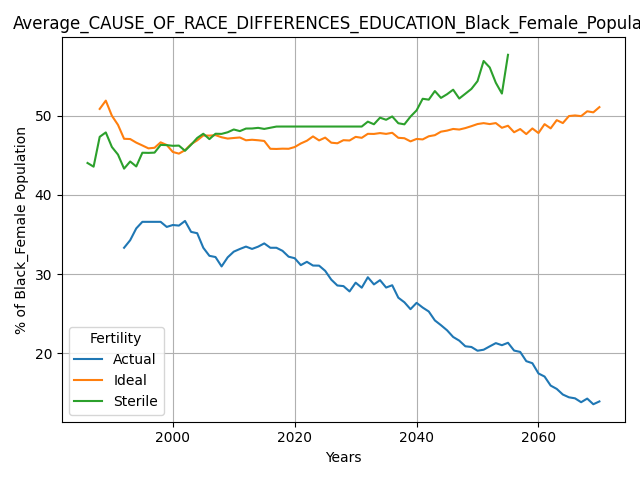 Average_CAUSE_OF_RACE_DIFFERENCES_EDUCATION_Black_Female_Popula
% of Black_Female Population
50
40
30
20
Fertility
Actual
Ideal
Sterile
2000
2020
2040
2060
Years